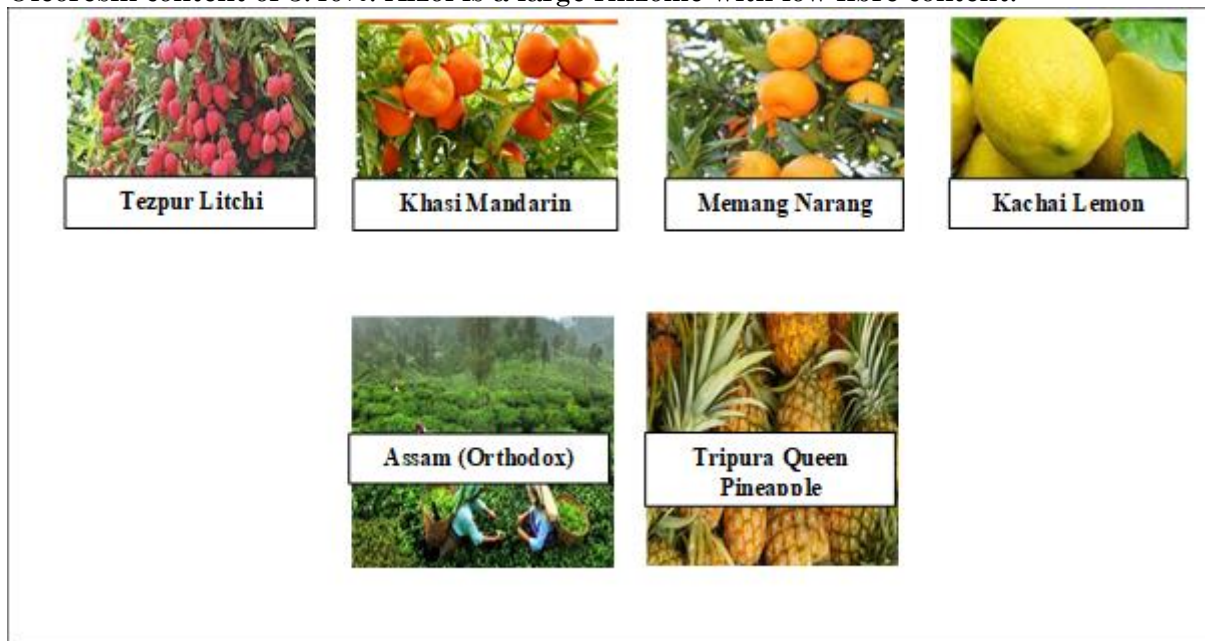 Tezpur Litchi
Khasi Mandarin
Memang Narang
Kachai Lemon
Assam (Orthodox)
Tripura Queen
Pineapple